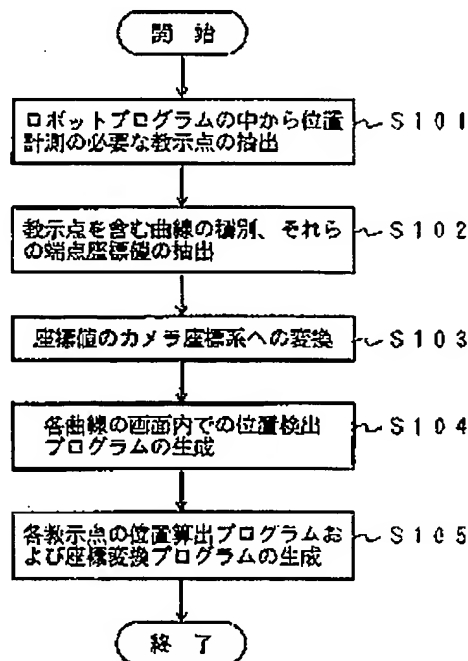 開 始
ロボットプログラムの中から位置 S101
計測の必要な教示点の抽出
教示点を含む曲線の種別、それら S102
の端点座標値の抽出
座標値のカメラ座標系への変換 S103
各曲線の画面内での位置検出 S104
プログラムの生成
各教示点の位置算出プログラムお S105
よび座標変換プログラムの生成
終 了